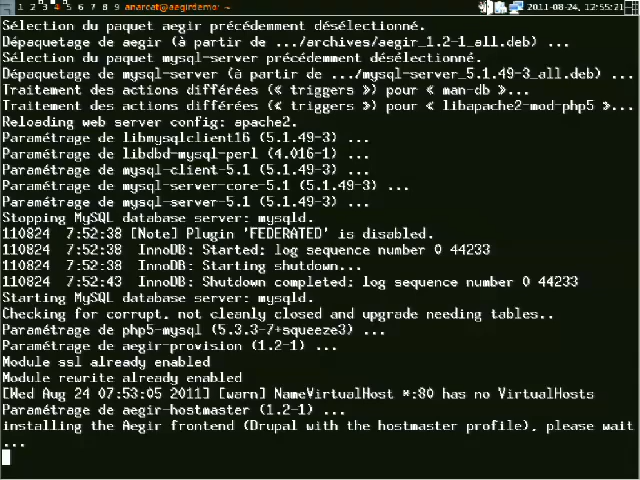 1 2 3 4 5 6 7 8 9 anarcat@aegirdemo: ~ 2011-08-24, 12:55:21
Sélection du paquet aegir précédemment désélectionné.
Dépaquetage de aegir (à partir de .../archives/aegir_1.2-1_all.deb) ...
Sélection du paquet mysql-server précédemment désélectionné.
Dépaquetage de mysql-server (à partir de .../mysql-server_5.1.49-3_all.deb) ...
Traitement des actions différées (« triggers ») pour « man-db »...
Traitement des actions différées (« triggers ») pour « libapache2-mod-php5 »...
Reloading web server config: apache2.
Paramétrage de libmysqlclient16 (5.1.49-3) ...
Paramétrage de libdbd-mysql-perl (4.016-1) ...
Paramétrage de mysql-client-5.1 (5.1.49-3) ...
Paramétrage de mysql-server-core-5.1 (5.1.49-3) ...
Paramétrage de mysql-server-5.1 (5.1.49-3) ...
Stopping MySQL database server: mysqld.
110824  7:52:38 [Note] Plugin 'FEDERATED' is disabled.
110824  7:52:38  InnoDB: Started; log sequence number 0 44233
110824  7:52:38  InnoDB: Starting shutdown...
110824  7:52:43  InnoDB: Shutdown completed; log sequence number 0 44233
Starting MySQL database server: mysqld.
Checking for corrupt, not cleanly closed and upgrade needing tables..
Paramétrage de php5-mysql (5.3.3-7+squeeze3) ...
Paramétrage de aegir-provision (1.2-1) ...
Module ssl already enabled
Module rewrite already enabled
[Wed Aug 24 07:53:05 2011] [warn] NameVirtualHost *:80 has no VirtualHosts
Paramétrage de aegir-hostmaster (1.2-1) ...
installing the Aegir frontend (Drupal with the hostmaster profile), please wait
...